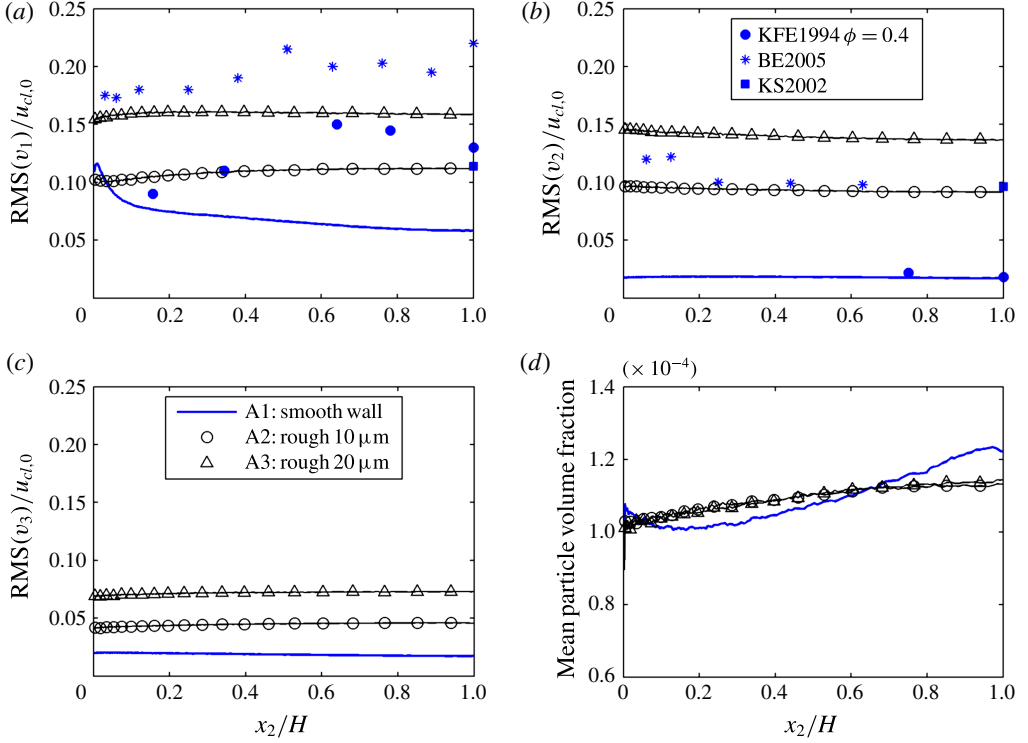 (a)
RMS(v₁)/u_cl,0
0.25
0.20
0.15
0.10
0.05
0 0.2 0.4 0.6 0.8 1.0
(b)
RMS(v₂)/u_cl,0
0.25
0.20
0.15
0.10
0.05
0 0.2 0.4 0.6 0.8 1.0
KFE1994 ϕ = 0.4
BE2005
KS2002
(c)
RMS(v₃)/u_cl,0
0.25
0.20
0.15
0.10
0.05
0 0.2 0.4 0.6 0.8 1.0
x₂/H
A1: smooth wall
A2: rough 10 μm
A3: rough 20 μm
(d)
(× 10⁻⁴)
Mean particle volume fraction
1.4
1.2
1.0
0.8
0.6
0 0.2 0.4 0.6 0.8 1.0
x₂/H